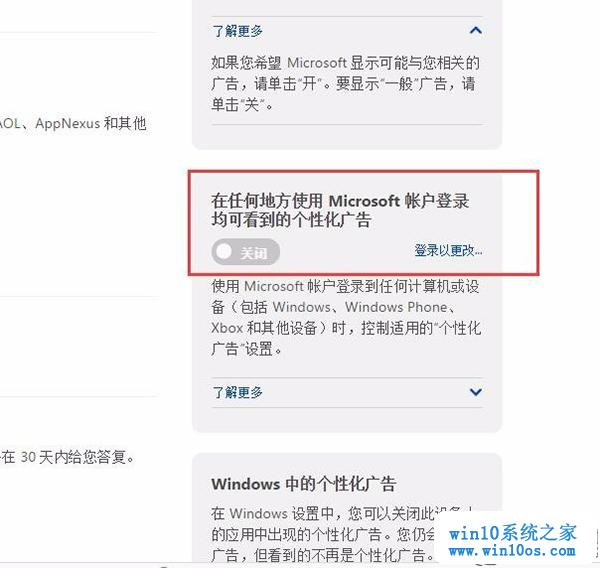 了解更多
如果您希望 Microsoft 显示可能与您相关的
广告，请单击“开”。要显示“一般”广告，请
单击“关”。
AOL、AppNexus 和其他
在任何地方使用 Microsoft 帐户登录
均可看到的个性化广告
关闭
登录以更改...
使用 Microsoft 帐户登录到任何计算机或设
备（包括 Windows、Windows Phone、
Xbox 和其他设备）时，控制适用的“个性化
广告”设置。
了解更多
在 30 天内给您答复。
Windows 中的个性化广告
在 Windows 设置中，您可以关闭此设备上
的应用中出现的个性化广告。您仍会
广告，但看到的不再是个性化广告。
win10系统之家
www.win10os.com